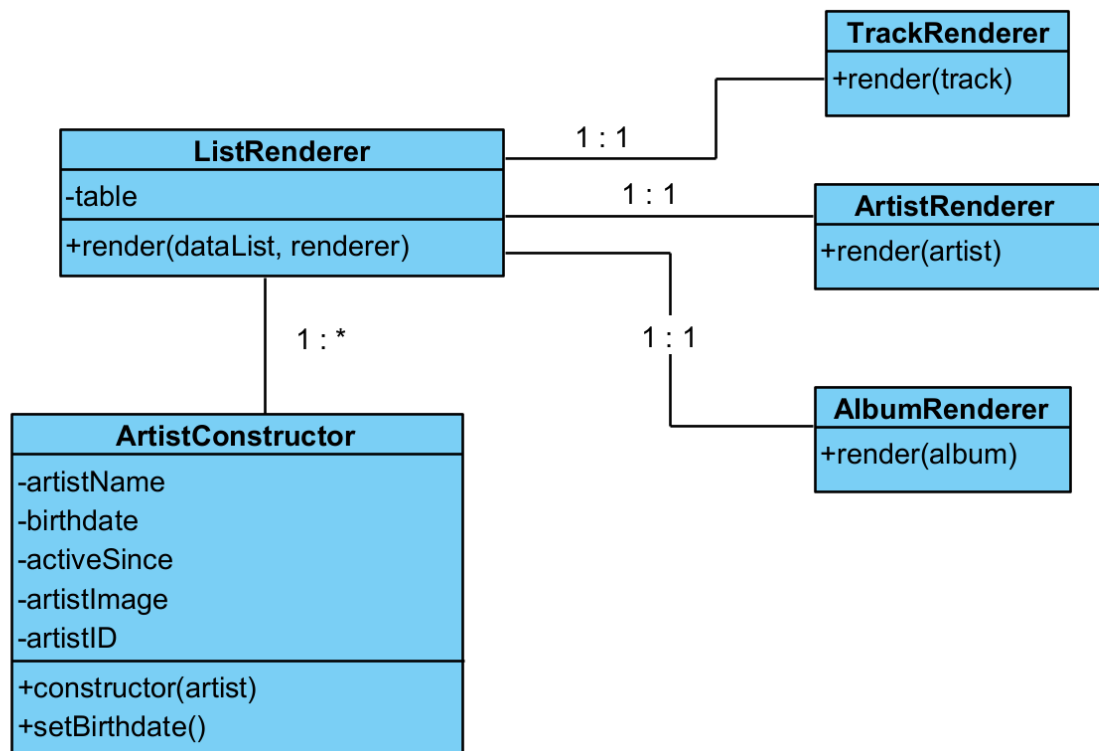 TrackRenderer
+render(track)
1 : 1
ListRenderer
-table
+render(dataList, renderer)
1 : 1
ArtistRenderer
+render(artist)
1 : *
1 : 1
AlbumRenderer
+render(album)
ArtistConstructor
-artistName
-birthdate
-activeSince
-artistImage
-artistID
+constructor(artist)
+setBirthdate()